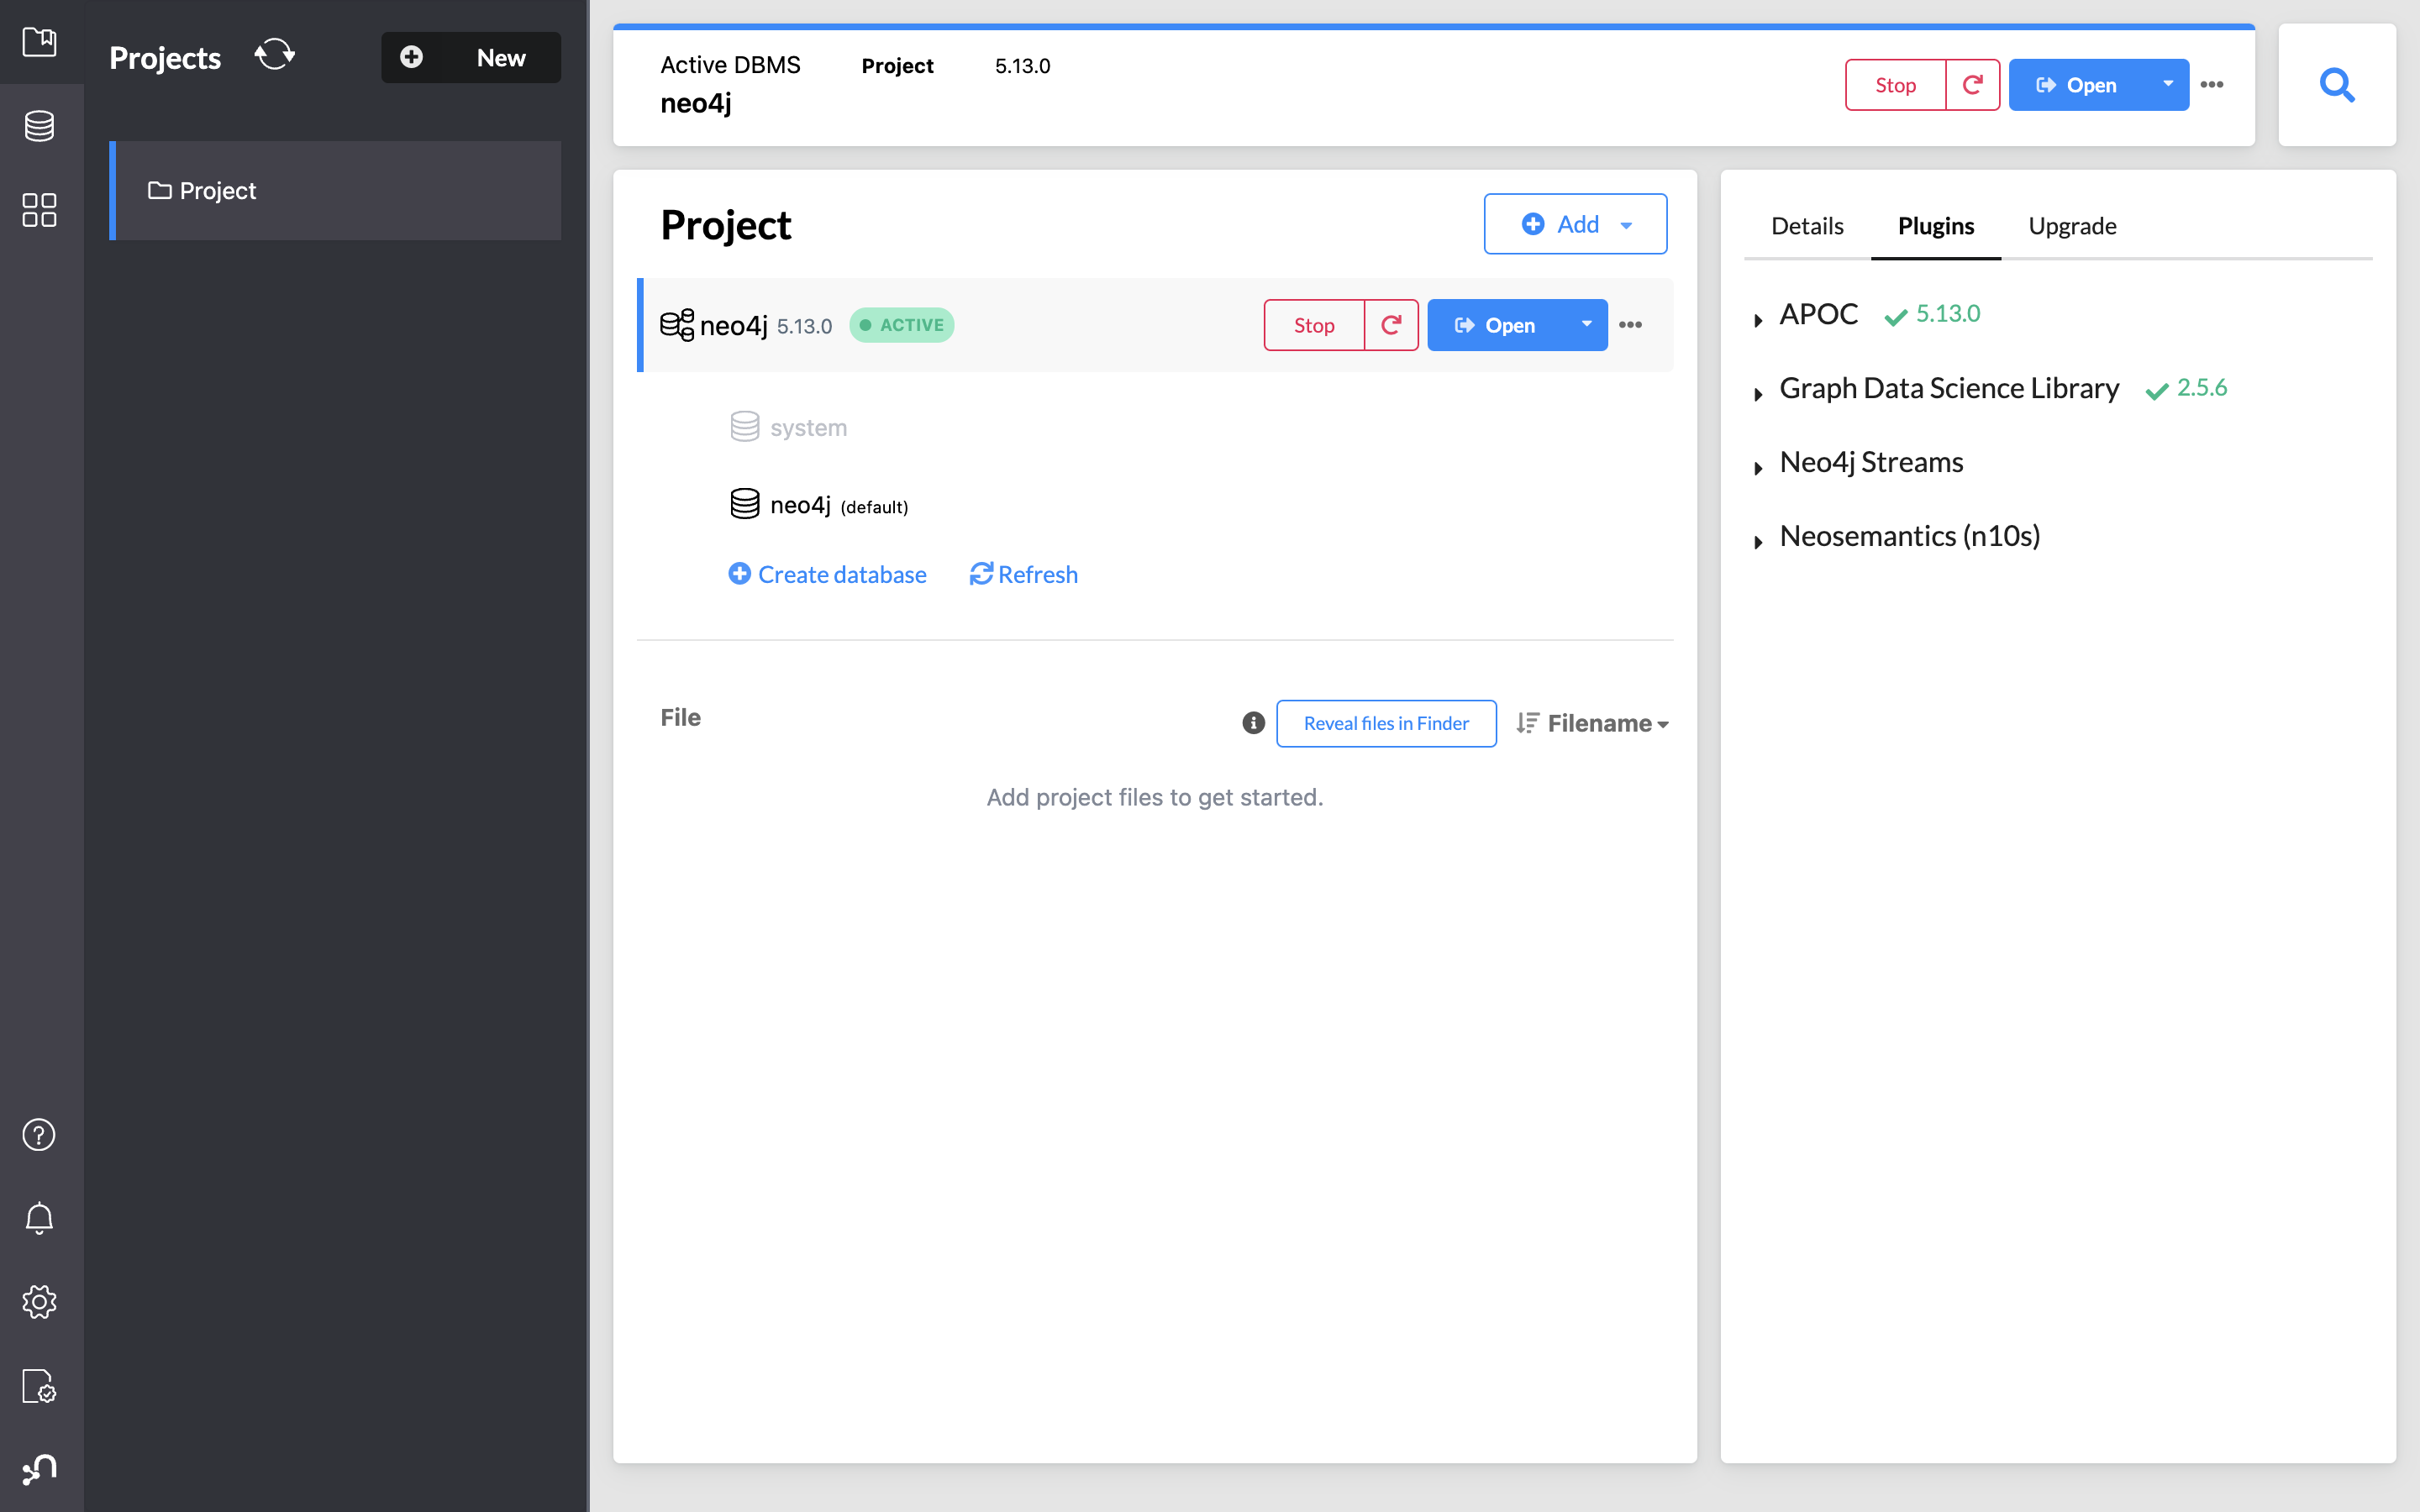 Projects
New
Project
Active DBMS Project 5.13.0
neo4j
Stop
Open
Project
Add
neo4j 5.13.0 ACTIVE
Stop
Open
system
neo4j (default)
Create database
Refresh
File
Reveal files in Finder
Filename
Add project files to get started.
Details Plugins Upgrade
APOC 5.13.0
Graph Data Science Library 2.5.6
Neo4j Streams
Neosemantics (n10s)